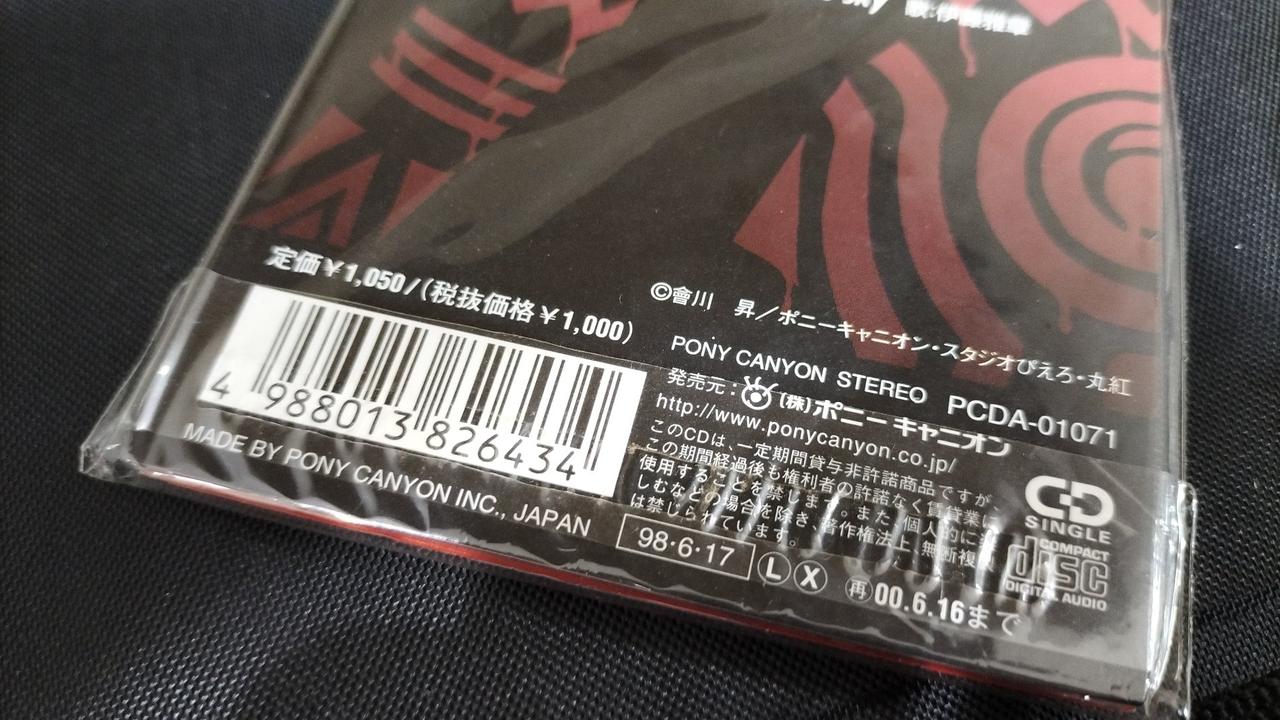 sky 歌:伊藤雅章
定価￥1,050/(税抜価格￥1,000)
4 988013 826434
MADE BY PONY CANYON INC., JAPAN
©會川　昇／ポニーキャニオン・スタジオぴえろ・丸紅
PONY CANYON STEREO PCDA-01071
発売元:(株)ポニーキャニオン
http://www.ponycanyon.co.jp/
このCDは、一定期間貸与非許諾商品ですが、
この期間経過後も権利者の許諾なく賃貸業に
使用することを禁じます。また、個人的に
しむなどの場合を除き、著作権法上、無断複
は禁じられています。
98·6·17 L X 再 00.6.16まで
CD
SINGLE
COMPACT
disc
DIGITAL AUDIO